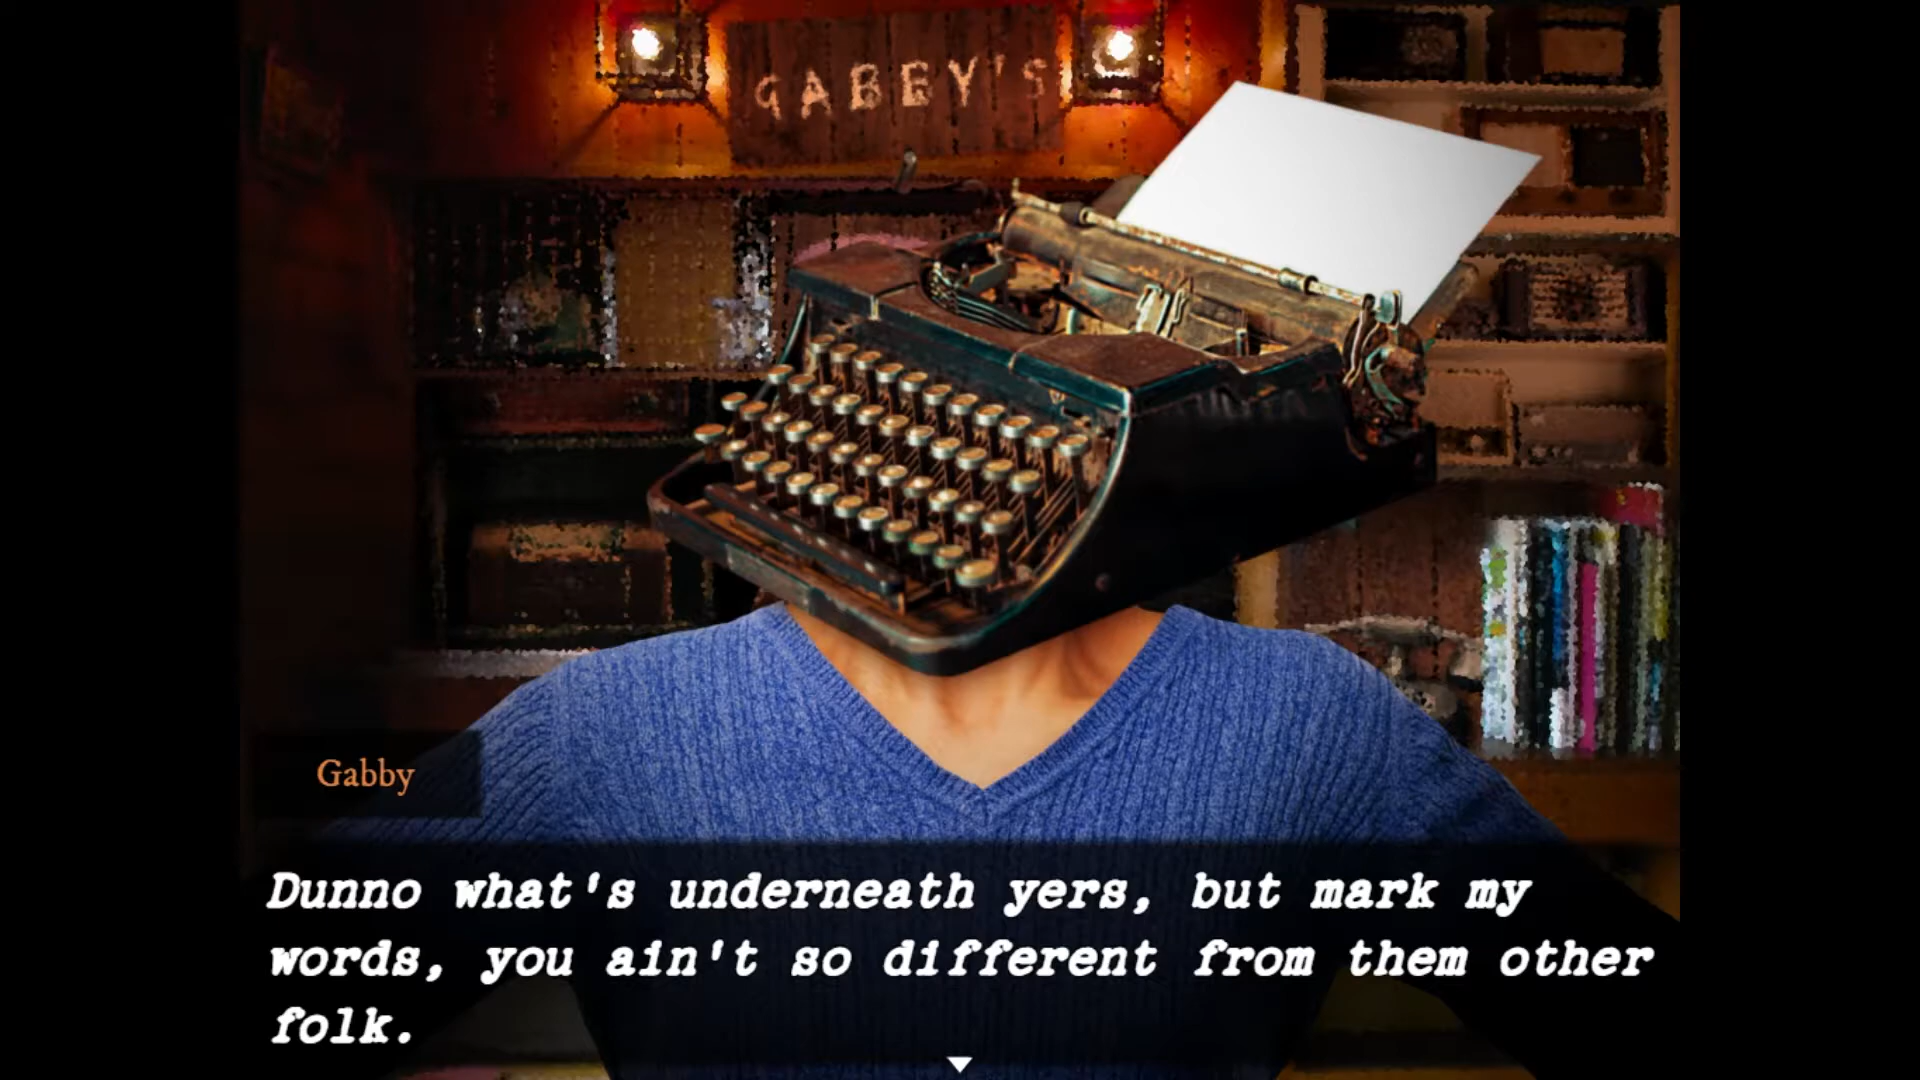 GABBY'S
Gabby
Dunno what's underneath yers, but mark my
words, you ain't so different from them other
folk.